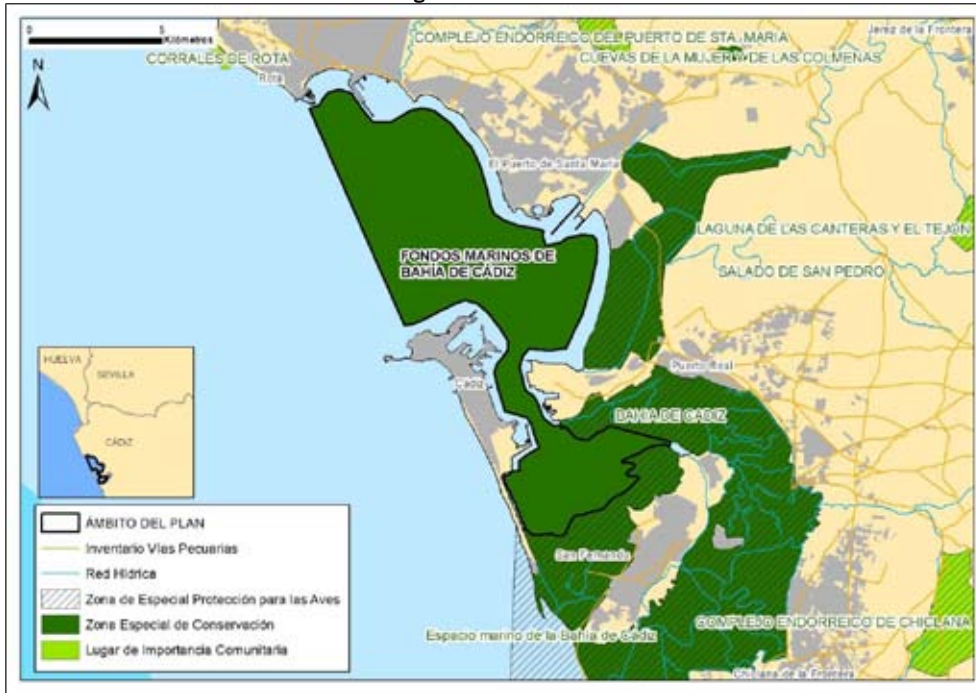 0 5
Kilómetros
N
COMPLEJO ENDORREICO DEL PUERTO DE STA. MARIA
Jerez de la Frontera
CORRALES DE ROTA
CUEVAS DE LA MUJER Y DE LAS COLMENAS
Rota
El Puerto de Santa María
LAGUNA DE LAS CANTERAS Y EL TEJÓN
FONDOS MARINOS DE
BAHÍA DE CÁDIZ
SALADO DE SAN PEDRO
HUELVA
SEVILLA
CÁDIZ
Puerto Real
Cádiz
BAHÍA DE CÁDIZ
San Fernando
ÁMBITO DEL PLAN
Inventario Vías Pecuarias
Red Hídrica
Zona de Especial Protección para las Aves
Zona Especial de Conservación
Lugar de Importancia Comunitaria
COMPLEJO ENDORREICO DE CHICLANA
Espacio marino de la Bahía de Cádiz
Chiclana de la Frontera